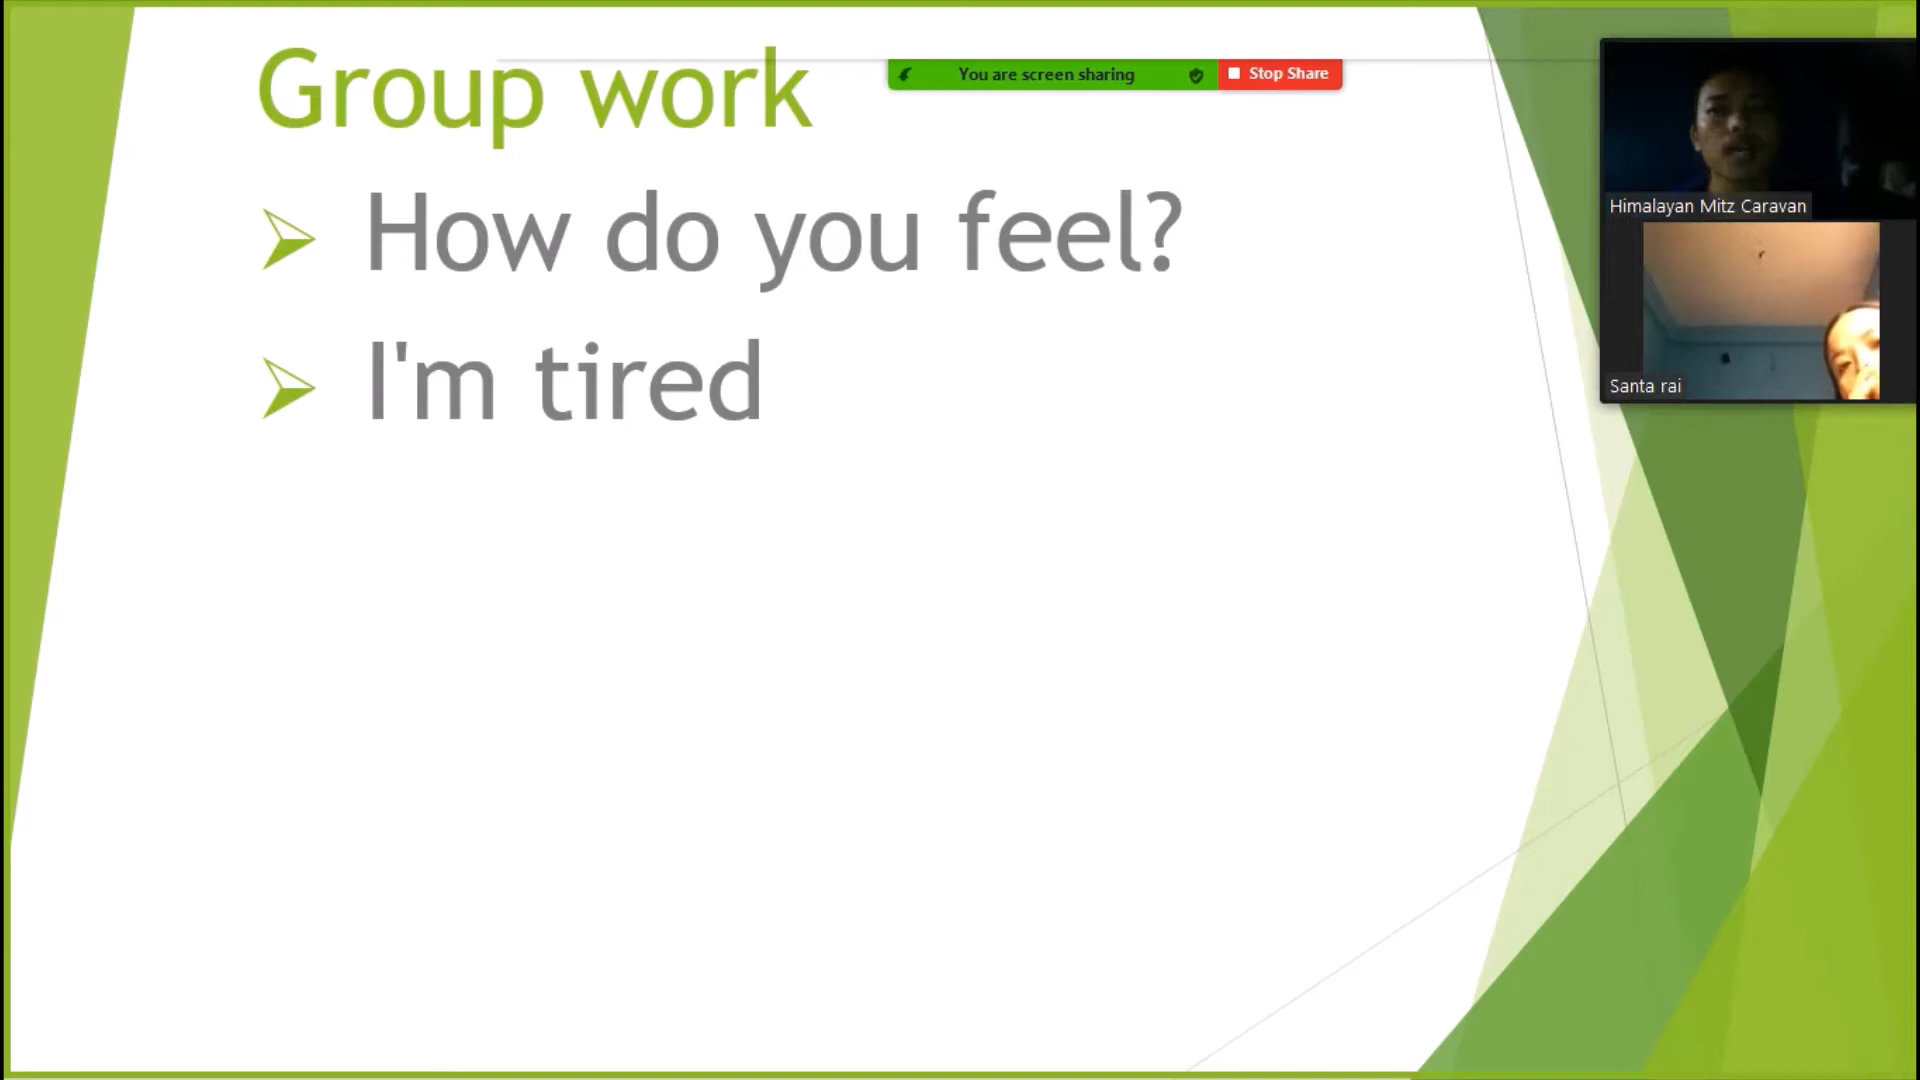 Group work
You are screen sharing
Stop Share
How do you feel?
I'm tired
Himalayan Mitz Caravan
Santa rai